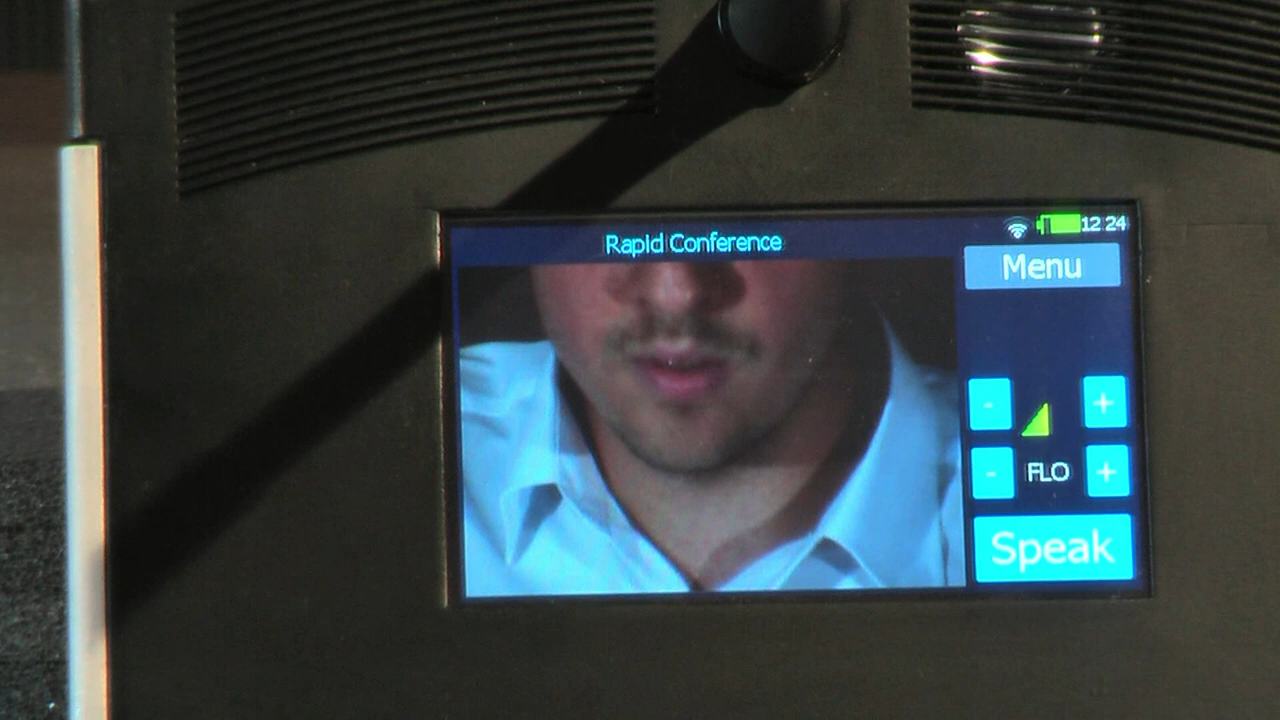 Rapid Conference
12:24
Menu
- +
- FLO +
Speak